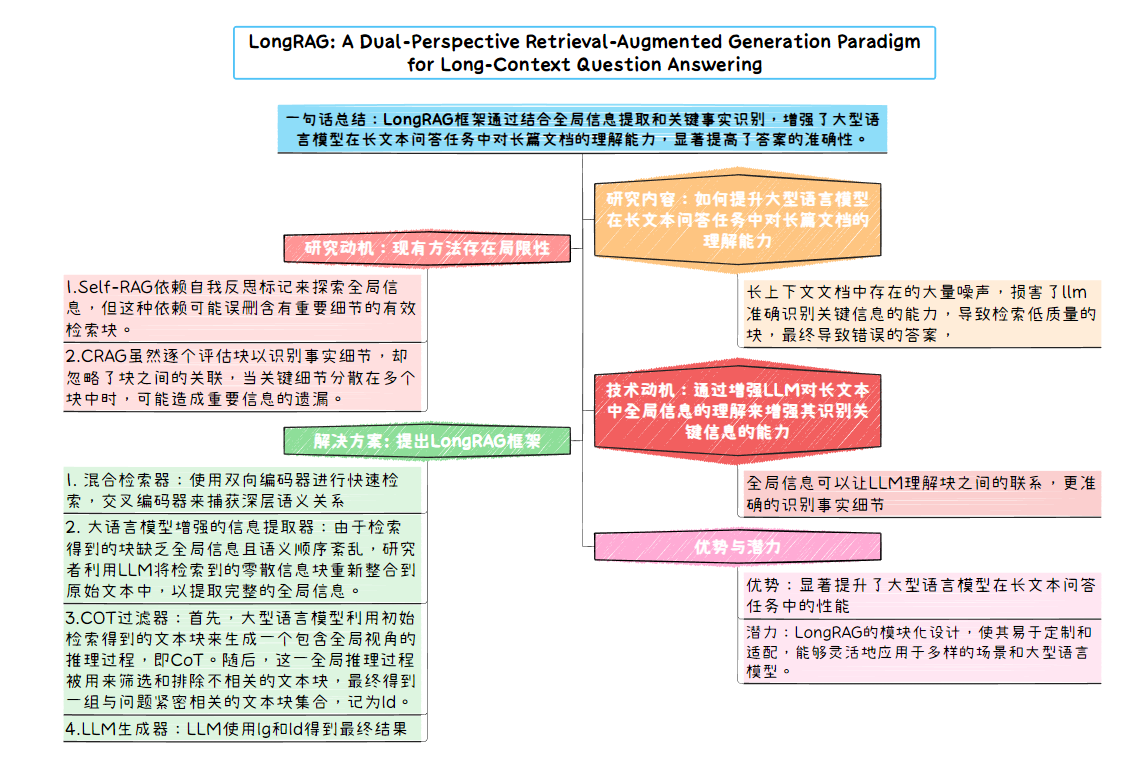 LongRAG: A Dual-Perspective Retrieval-Augmented Generation Paradigm
for Long-Context Question Answering
一句话总结：LongRAG框架通过结合全局信息提取和关键事实识别，增强了大型语
言模型在长文本问答任务中对长篇文档的理解能力，显著提高了答案的准确性。
研究内容：如何提升大型语言模型
在长文本问答任务中对长篇文档的
理解能力
长上下文文档中存在的大量噪声，损害了llm
准确识别关键信息的能力，导致检索低质量的
块，最终导致错误的答案，
研究动机：现有方法存在局限性
1.Self-RAG依赖自我反思标记来探索全局信
息，但这种依赖可能误删含有重要细节的有效
检索块。
2.CRAG虽然逐个评估块以识别事实细节，却
忽略了块之间的关联，当关键细节分散在多个
块中时，可能造成重要信息的遗漏。
技术动机：通过增强LLM对长文本
中全局信息的理解来增强其识别关
键信息的能力
全局信息可以让LLM理解块之间的联系，更准
确的识别事实细节
解决方案: 提出LongRAG框架
1. 混合检索器：使用双向编码器进行快速检
索，交叉编码器来捕获深层语义关系
2. 大语言模型增强的信息提取器：由于检索
得到的块缺乏全局信息且语义顺序紊乱，研究
者利用LLM将检索到的零散信息块重新整合到
原始文本中，以提取完整的全局信息。
3.COT过滤器：首先，大型语言模型利用初始
检索得到的文本块来生成一个包含全局视角的
推理过程，即CoT。随后，这一全局推理过程
被用来筛选和排除不相关的文本块，最终得到
一组与问题紧密相关的文本块集合，记为Id。
4.LLM生成器：LLM使用Ig和Id得到最终结果
优势与潜力
优势：显著提升了大型语言模型在长文本问答
任务中的性能
潜力：LongRAG的模块化设计，使其易于定制和
适配，能够灵活地应用于多样的场景和大型语言
模型。